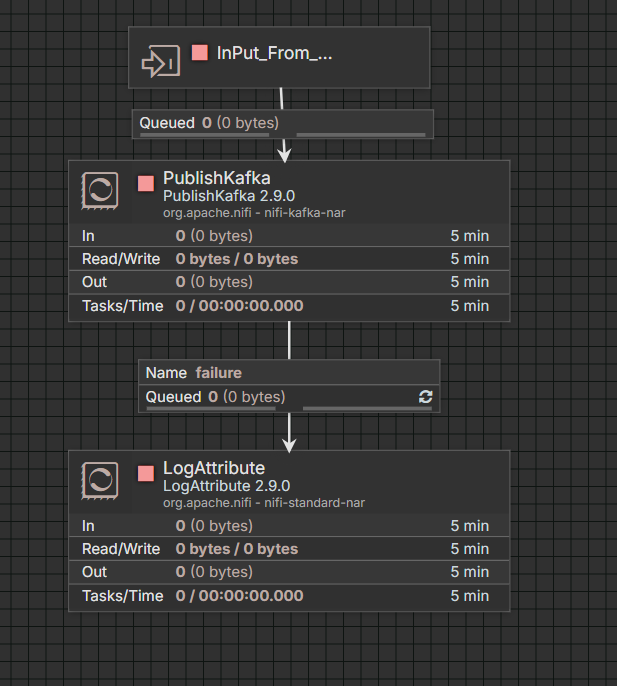 InPut_From_...
Queued 0 (0 bytes)
PublishKafka
PublishKafka 2.9.0
org.apache.nifi - nifi-kafka-nar
In 0 (0 bytes) 5 min
Read/Write 0 bytes / 0 bytes 5 min
Out 0 (0 bytes) 5 min
Tasks/Time 0 / 00:00:00.000 5 min
Name failure
Queued 0 (0 bytes)
LogAttribute
LogAttribute 2.9.0
org.apache.nifi - nifi-standard-nar
In 0 (0 bytes) 5 min
Read/Write 0 bytes / 0 bytes 5 min
Out 0 (0 bytes) 5 min
Tasks/Time 0 / 00:00:00.000 5 min